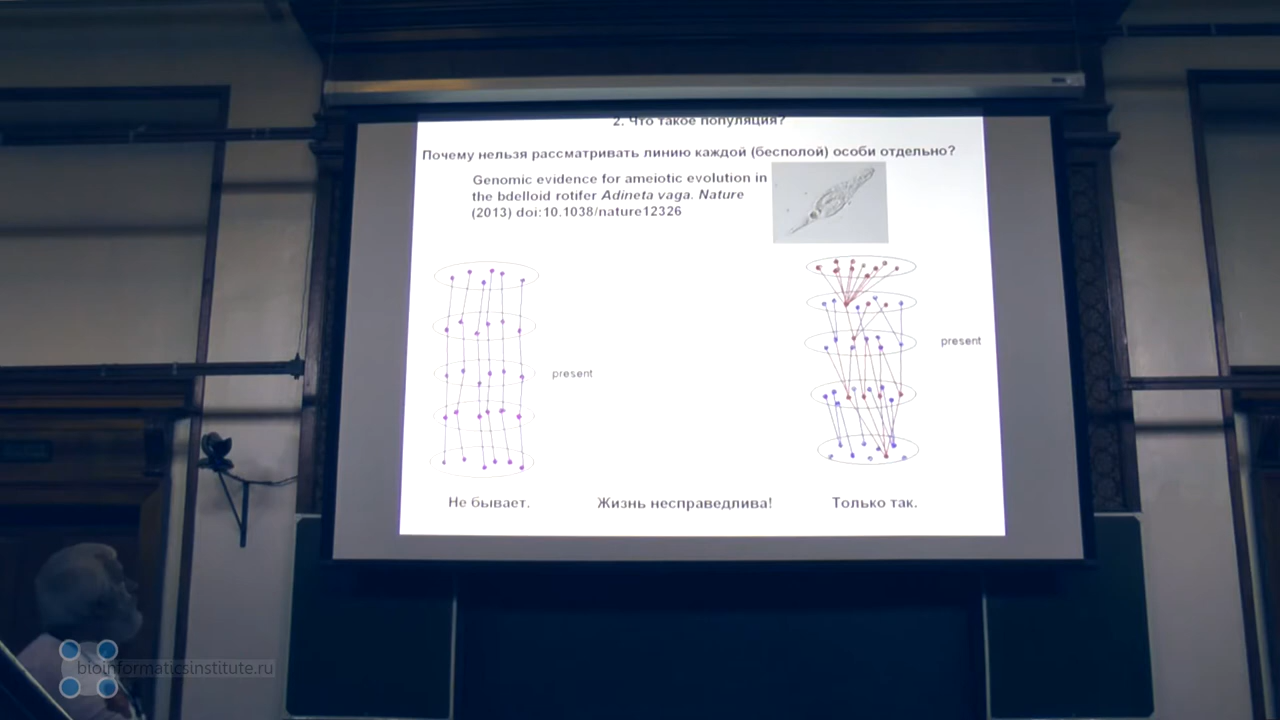 2. Что такое популяция?
Почему нельзя рассматривать линию каждой (бесполой) особи отдельно?
Genomic evidence for ameiotic evolution in
the bdelloid rotifer Adineta vaga. Nature
(2013) doi:10.1038/nature12326
present
present
Не бывает.
Жизнь несправедлива!
Только так.
bioinformaticsinstitute.ru